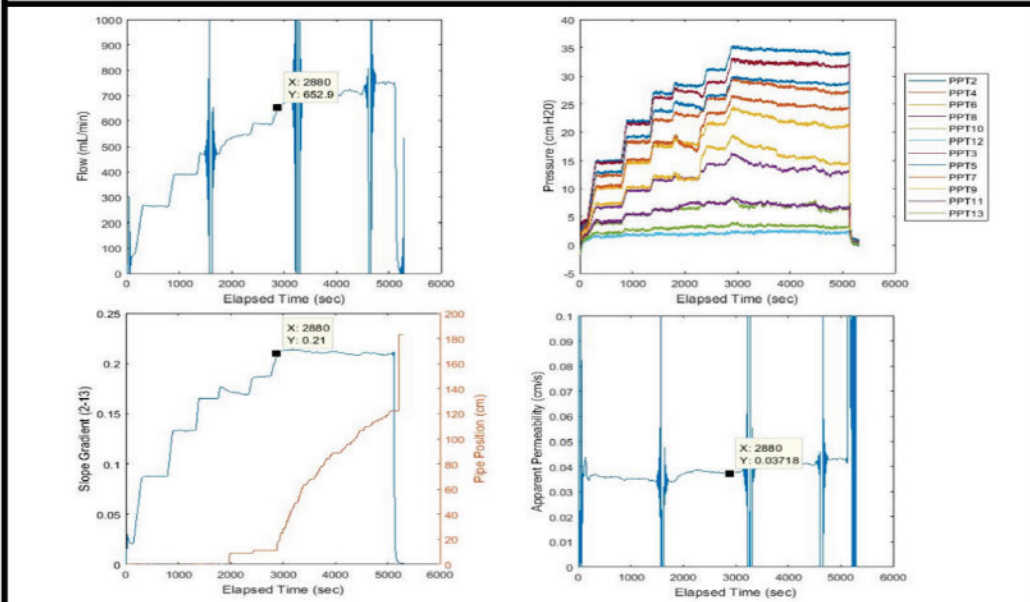 1000
900
800
700
600
500
400
300
200
100
0
Flow (mL/min)
X: 2880
Y: 652.9
0 1000 2000 3000 4000 5000 6000
Elapsed Time (sec)
40
35
30
25
20
15
10
5
0
-5
Pressure (cm H20)
0 1000 2000 3000 4000 5000 6000
Elapsed Time (sec)
PPT2
PPT4
PPT6
PPT8
PPT10
PPT12
PPT3
PPT5
PPT7
PPT9
PPT11
PPT13
0.25
0.2
0.15
0.1
0.05
0
Slope Gradient (2-13)
X: 2880
Y: 0.21
200
180
160
140
120
100
80
60
40
20
0
Pipe Position (cm)
0 1000 2000 3000 4000 5000 6000
Elapsed Time (sec)
0.1
0.09
0.08
0.07
0.06
0.05
0.04
0.03
0.02
0.01
0
Apparent Permeability (cm/s)
X: 2880
Y: 0.03718
0 1000 2000 3000 4000 5000 6000
Elapsed Time (sec)